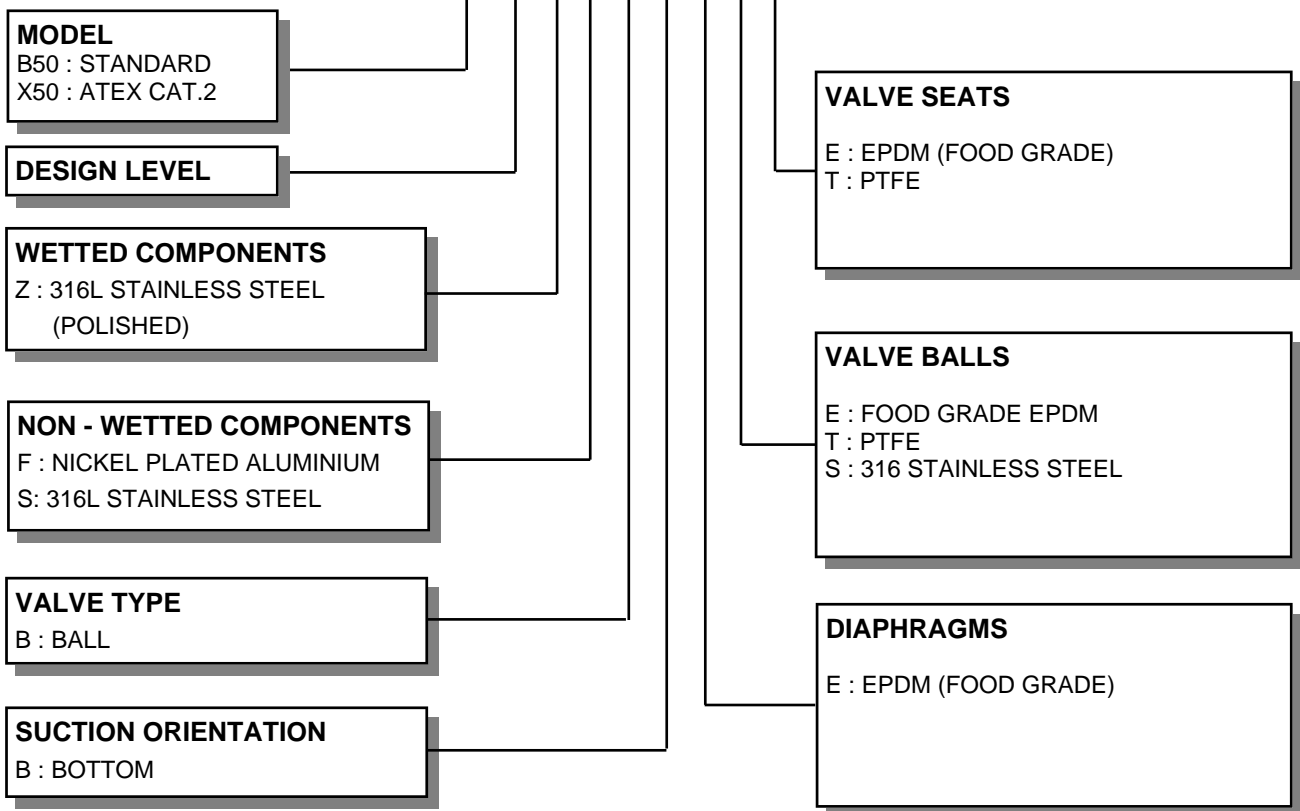 MODEL
B50 : STANDARD
X50 : ATEX CAT.2
DESIGN LEVEL
WETTED COMPONENTS
Z : 316L STAINLESS STEEL
(POLISHED)
NON - WETTED COMPONENTS
F : NICKEL PLATED ALUMINIUM
S: 316L STAINLESS STEEL
VALVE TYPE
B : BALL
SUCTION ORIENTATION
B : BOTTOM
VALVE SEATS
E : EPDM (FOOD GRADE)
T : PTFE
VALVE BALLS
E : FOOD GRADE EPDM
T : PTFE
S : 316 STAINLESS STEEL
DIAPHRAGMS
E : EPDM (FOOD GRADE)